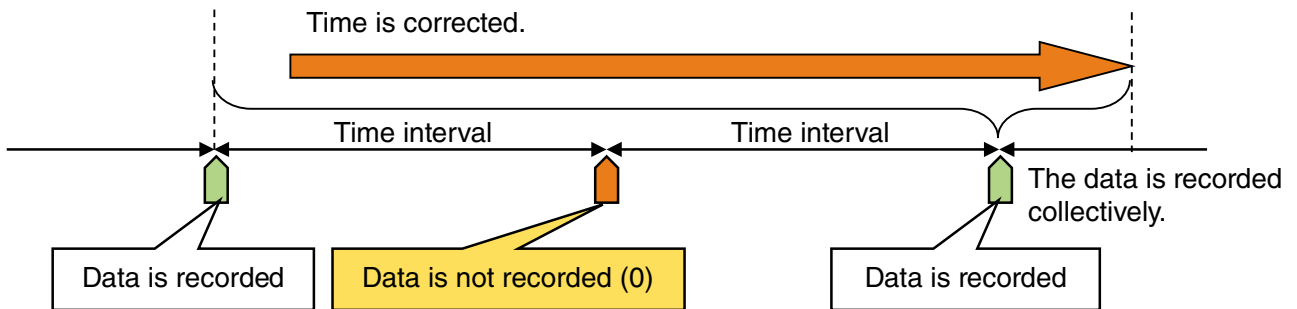 Time is corrected.
Time interval
Time interval
The data is recorded
collectively.
Data is recorded
Data is not recorded (0)
Data is recorded